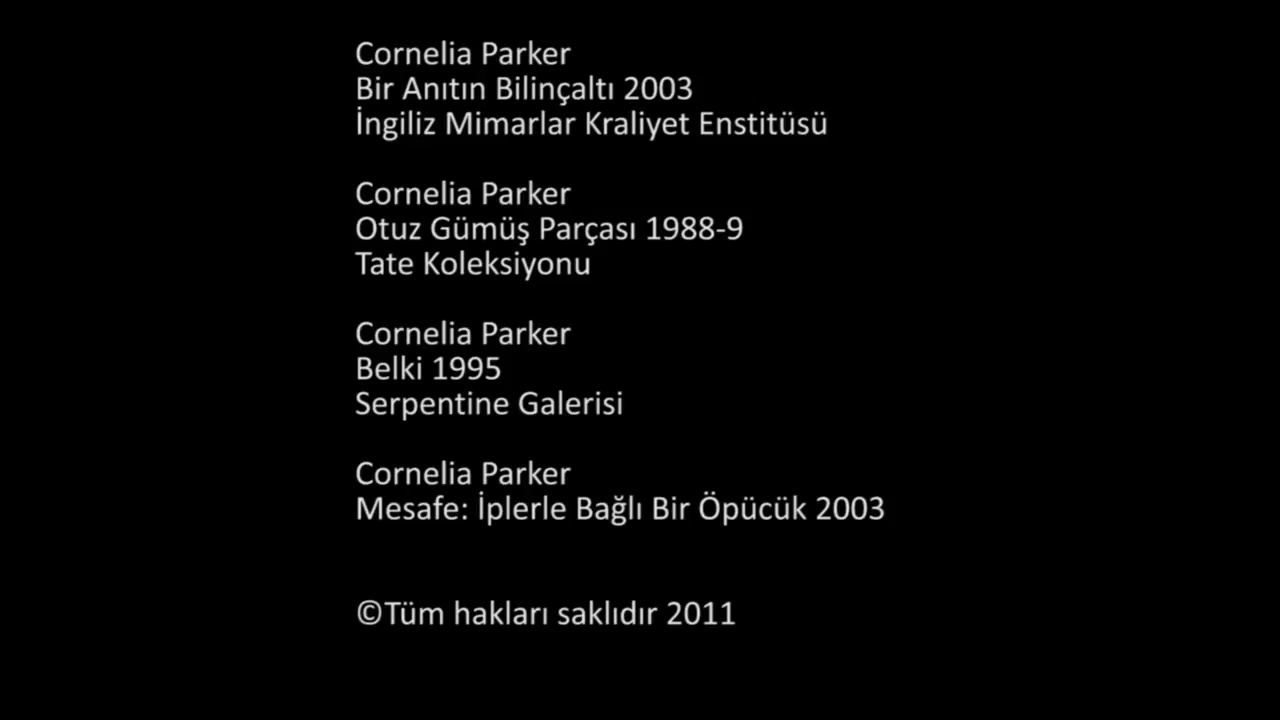 Cornelia Parker
Bir Anıtın Bilinçaltı 2003
İngiliz Mimarlar Kraliyet Enstitüsü
Cornelia Parker
Otuz Gümüş Parçası 1988-9
Tate Koleksiyonu
Cornelia Parker
Belki 1995
Serpentine Galerisi
Cornelia Parker
Mesafe: İplerle Bağlı Bir Öpücük 2003
©Tüm hakları saklıdır 2011